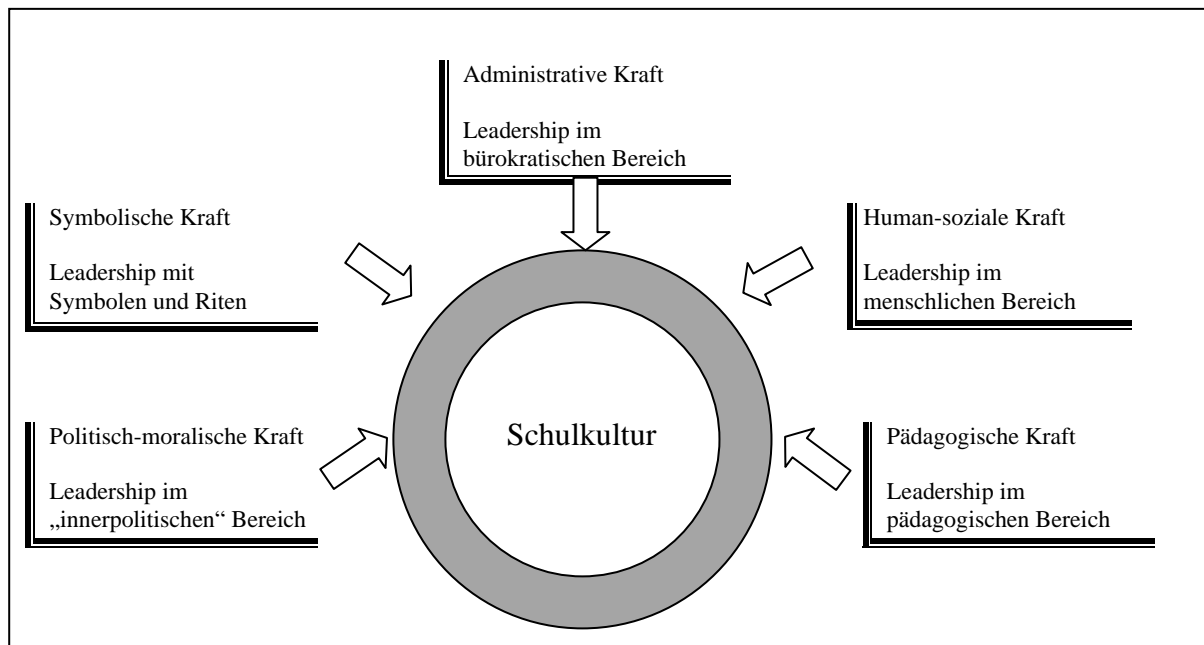 Administrative Kraft
Leadership im
bürokratischen Bereich
Symbolische Kraft
Leadership mit
Symbolen und Riten
Human-soziale Kraft
Leadership im
menschlichen Bereich
Schulkultur
Politisch-moralische Kraft
Leadership im
„innerpolitischen“ Bereich
Pädagogische Kraft
Leadership im
pädagogischen Bereich